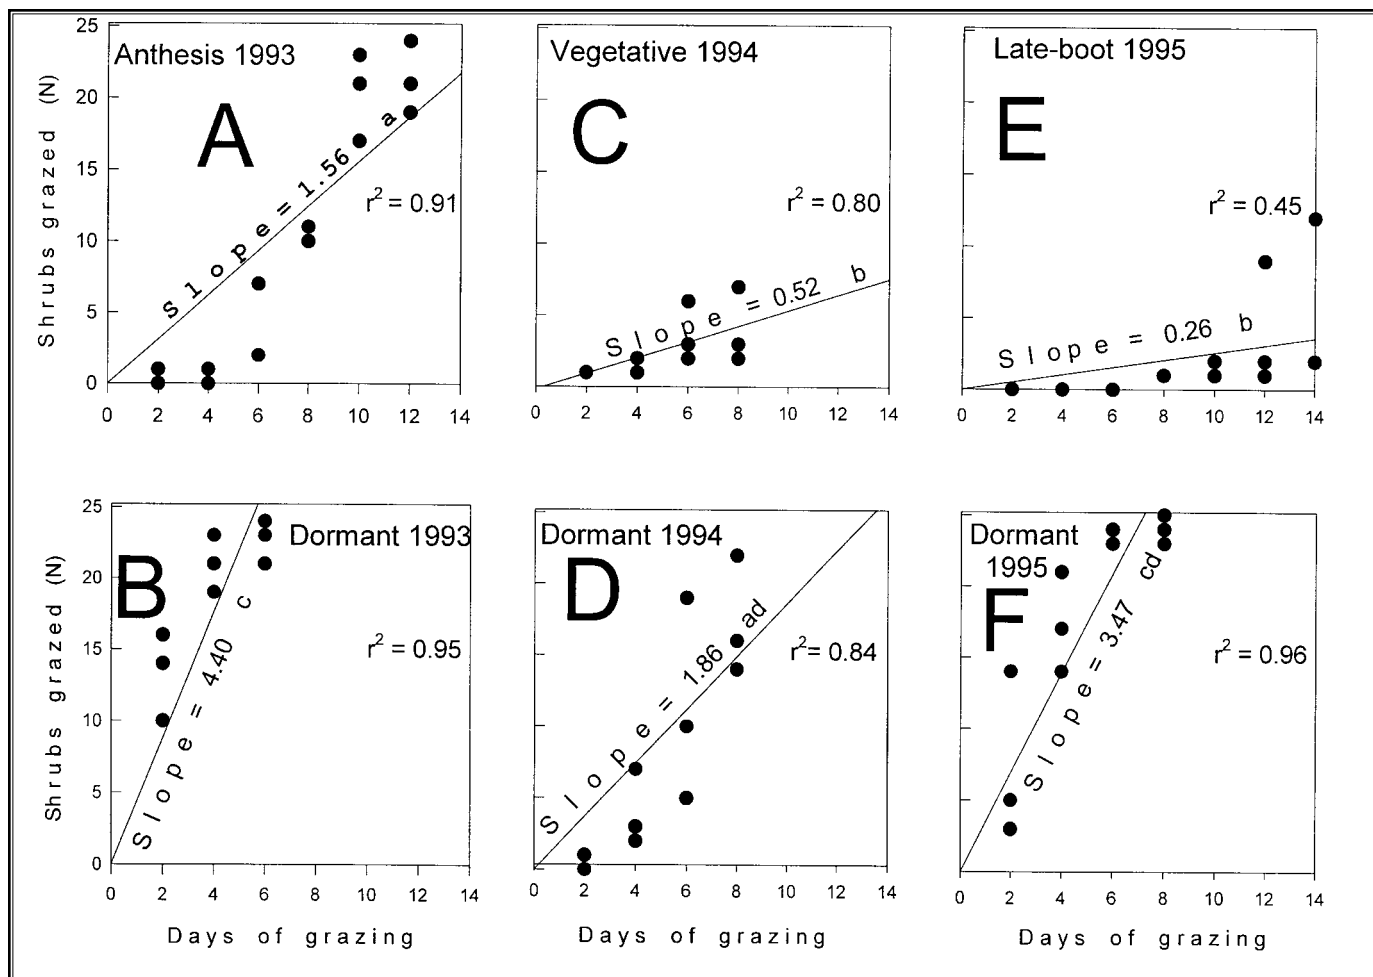 Anthesis 1993
A
Slope = 1.56 a
r² = 0.91
Shrubs grazed (N)
25
20
15
10
5
0
0 2 4 6 8 10 12 14
Vegetative 1994
C
r² = 0.80
Slope = 0.52 b
0 2 4 6 8 10 12 14
Late-boot 1995
E
r² = 0.45
Slope = 0.26 b
0 2 4 6 8 10 12 14
Dormant 1993
B
Slope = 4.40 c
r² = 0.95
Shrubs grazed (N)
25
20
15
10
5
0
0 2 4 6 8 10 12 14
Days of grazing
Dormant 1994
D
Slope = 1.86 ad
r²= 0.84
0 2 4 6 8 10 12 14
Days of grazing
Dormant
1995
F
Slope = 3.47 cd
r² = 0.96
0 2 4 6 8 10 12 14
Days of grazing